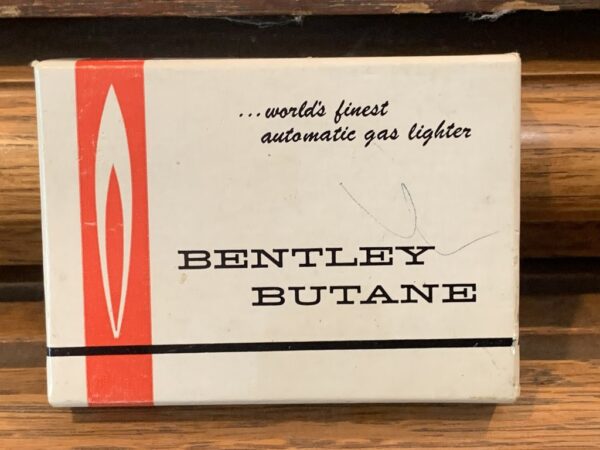 ...world's finest
automatic gas lighter
BENTLEY
BUTANE